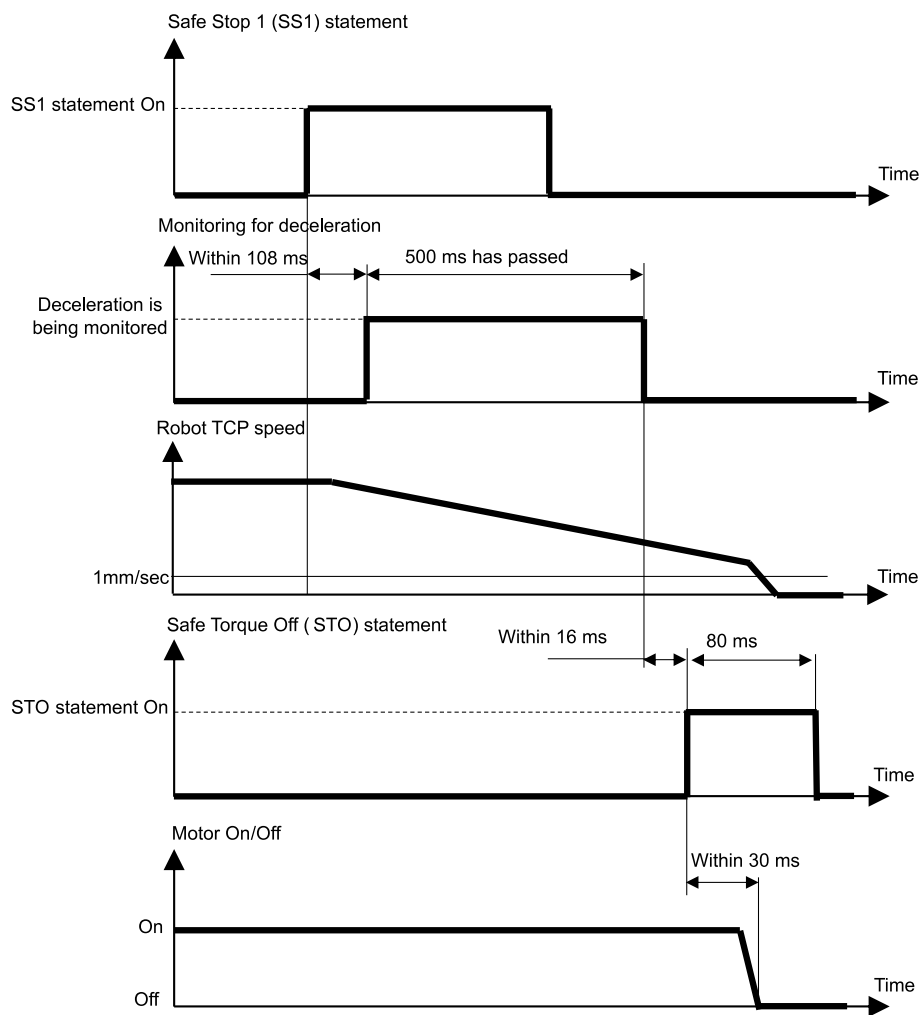 Safe Stop 1 (SS1) statement
SS1 statement On
Time
Monitoring for deceleration
Within 108 ms
500 ms has passed
Deceleration is
being monitored
Time
Robot TCP speed
1mm/sec
Time
Safe Torque Off ( STO) statement
Within 16 ms
80 ms
STO statement On
Time
Motor On/Off
Within 30 ms
On
Off
Time